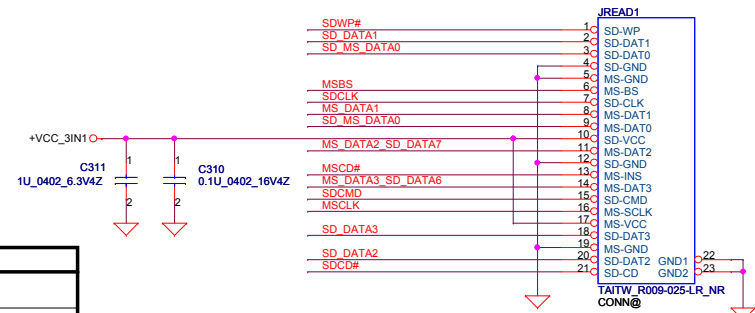 JREAD1
SDWP# 1 SD-WP
SD_DATA1 2 SD-DAT1
SD_MS_DATA0 3 SD-DAT0
4 SD-GND
5 MS-GND
MSBS 6 MS-BS
SDCLK 7 SD-CLK
MS_DATA1 8 MS-DAT1
SD_MS_DATA0 9 MS-DAT0
+VCC_3IN1 10 SD-VCC
MS_DATA2_SD_DATA7 11 MS-DAT2
12 SD-GND
MSCD# 13 MS-INS
MS_DATA3_SD_DATA6 14 MS-DAT3
SDCMD 15 SD-CMD
MSCLK 16 MS-SCLK
17 MS-VCC
SD_DATA3 18 SD-DAT3
19 MS-GND
SD_DATA2 20 SD-DAT2 GND1 22
SDCD# 21 SD-CD GND2 23
TAITW_R009-025-LR_NR
CONN@
C311
1U_0402_6.3V4Z
1
2
C310
0.1U_0402_16V4Z
1
2